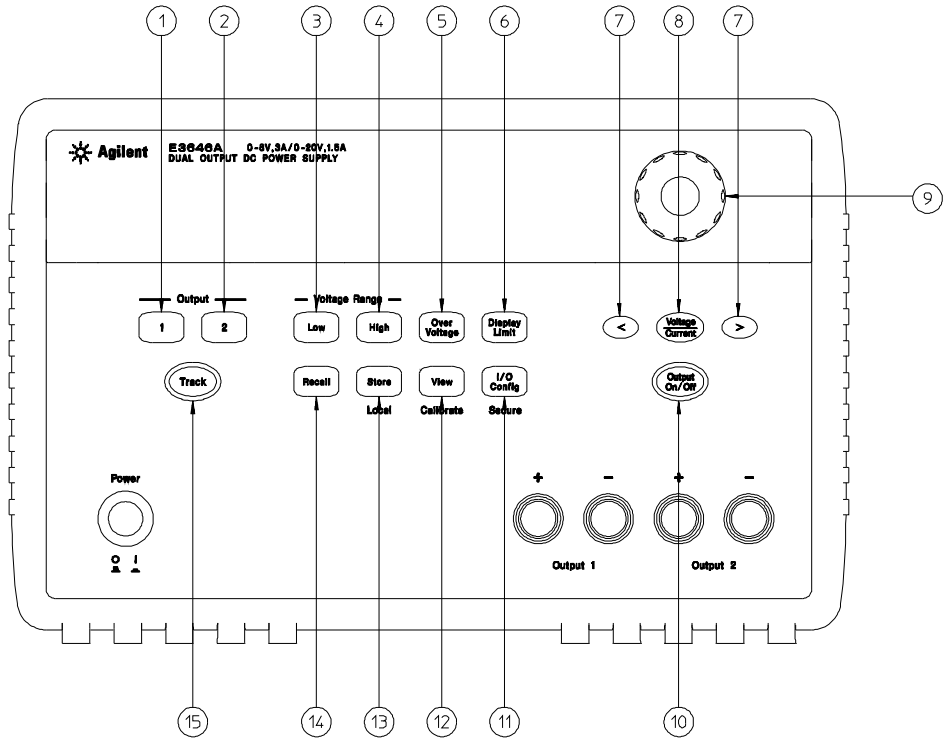 1 2 3 4 5 6 7 8 7
Agilent E3646A 0-8V,3A/0-20V,1.5A
DUAL OUTPUT DC POWER SUPPLY
9
Output Voltage Range
1 2 Low High Over Voltage Display Limit < Voltage Current >
Track Recall Store View I/O Config Output On/Off
Local Calibrate Secure
Power + - + -
O I
Output 1 Output 2
15 14 13 12 11 10